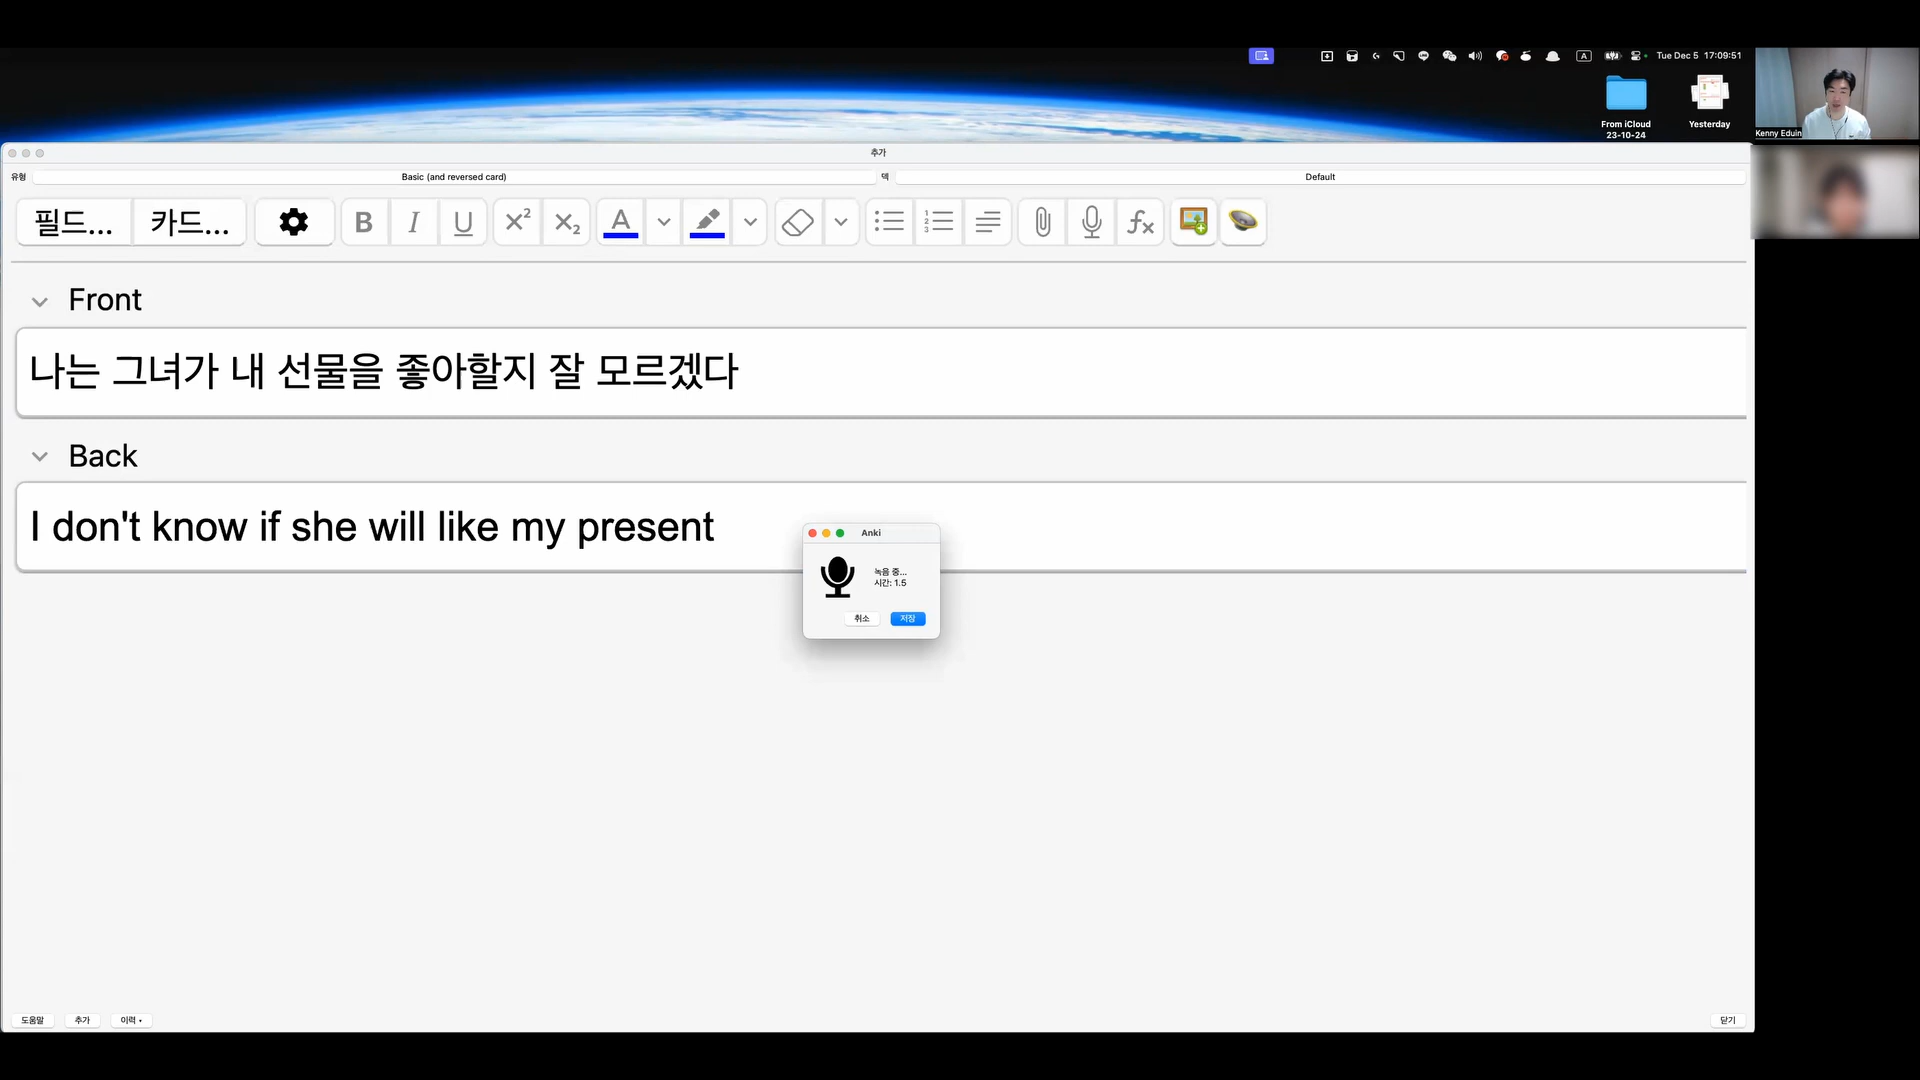 Tue Dec 5 17:09:51
From iCloud
23-10-24
Yesterday
Kenny Eduin
추가
유형
Basic (and reversed card)
덱
Default
필드...
카드...
Front
나는 그녀가 내 선물을 좋아할지 잘 모르겠다
Back
I don't know if she will like my present
Anki
녹음 중...
시간: 1.5
취소
저장
도움말
추가
이력
닫기